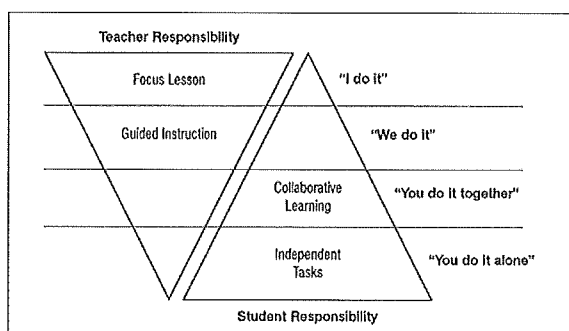 Teacher Responsibility
Focus Lesson
"I do it"
Guided Instruction
"We do it"
Collaborative
Learning
"You do it together"
Independent
Tasks
"You do it alone"
Student Responsibility